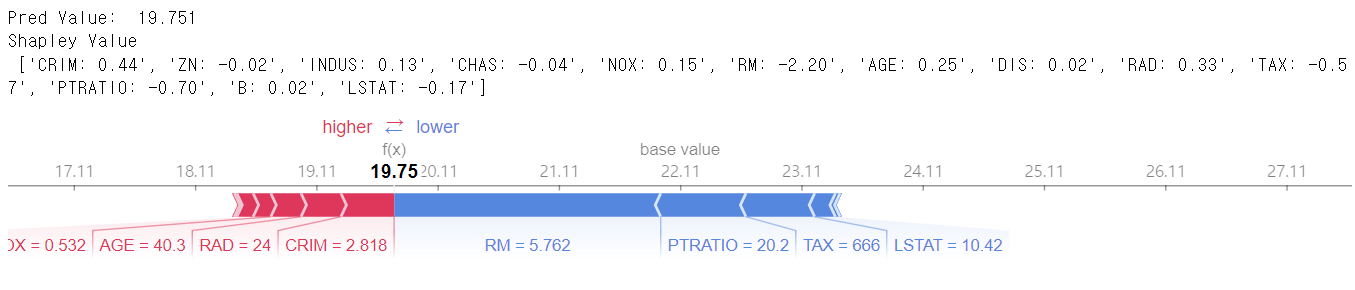 Pred Value:  19.751
Shapley Value
['CRIM: 0.44', 'ZN: -0.02', 'INDUS: 0.13', 'CHAS: -0.04', 'NOX: 0.15', 'RM: -2.20', 'AGE: 0.25', 'DIS: 0.02', 'RAD: 0.33', 'TAX: -0.5
7', 'PTRATIO: -0.70', 'B: 0.02', 'LSTAT: -0.17']
higher ⇄ lower
f(x) base value
17.11 18.11 19.11 19.75 20.11 21.11 22.11 23.11 24.11 25.11 26.11 27.11
OX = 0.532 AGE = 40.3 RAD = 24 CRIM = 2.818 RM = 5.762 PTRATIO = 20.2 TAX = 666 LSTAT = 10.42